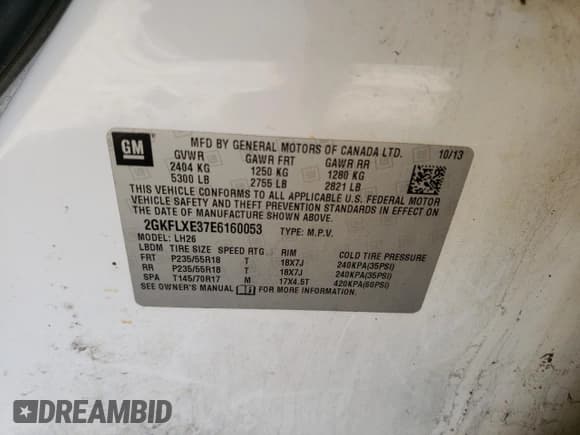 GM
MFD BY GENERAL MOTORS OF CANADA LTD. 10/13
GVWR GAWR FRT GAWR RR
2404 KG 1250 KG 1280 KG
5300 LB 2755 LB 2821 LB
THIS VEHICLE CONFORMS TO ALL APPLICABLE U.S. FEDERAL MOTOR
VEHICLE SAFETY AND THEFT PREVENTION STANDARDS IN EFFECT ON
THE DATE OF MANUFACTURE SHOWN ABOVE.
2GKFLXE37E6160053 TYPE: M.P.V.
MODEL: LH26
LBDM TIRE SIZE SPEED RTG RIM COLD TIRE PRESSURE
FRT P235/55R18 T 18X7J 240KPA(35PSI)
RR P235/55R18 T 18X7J 240KPA(35PSI)
SPA T145/70R17 M 17X4.5T 420KPA(60PSI)
SEE OWNER'S MANUAL FOR MORE INFORMATION.
DREAMBID